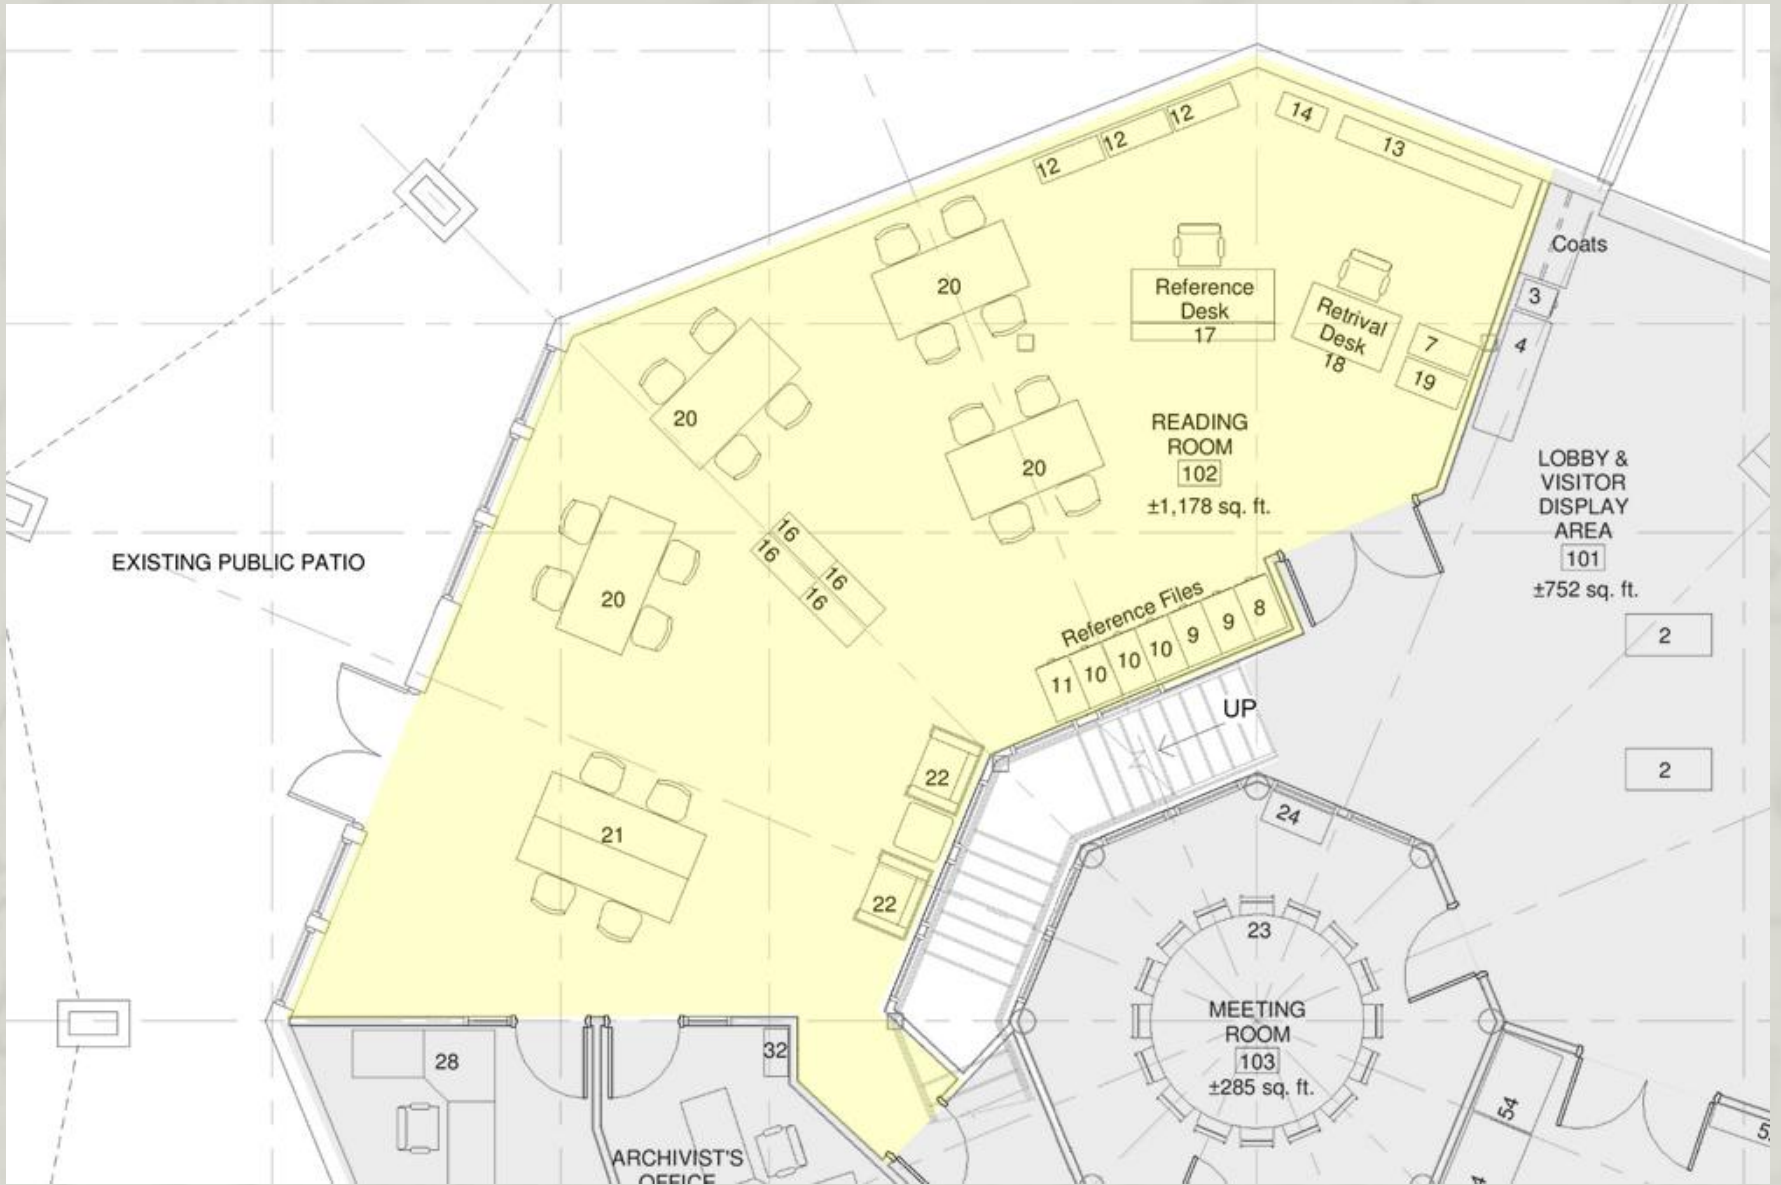 12
12
12
14
13
Coats
3
4
20
Reference
Desk
17
Retrival
Desk
18
7
19
20
20
READING
ROOM
102
±1,178 sq. ft.
LOBBY &
VISITOR
DISPLAY
AREA
101
±752 sq. ft.
EXISTING PUBLIC PATIO
20
16
16
16
16
Reference Files
11
10
10
10
9
9
8
2
2
UP
22
22
21
24
23
MEETING
ROOM
103
±285 sq. ft.
28
32
ARCHIVIST'S
OFFICE
54